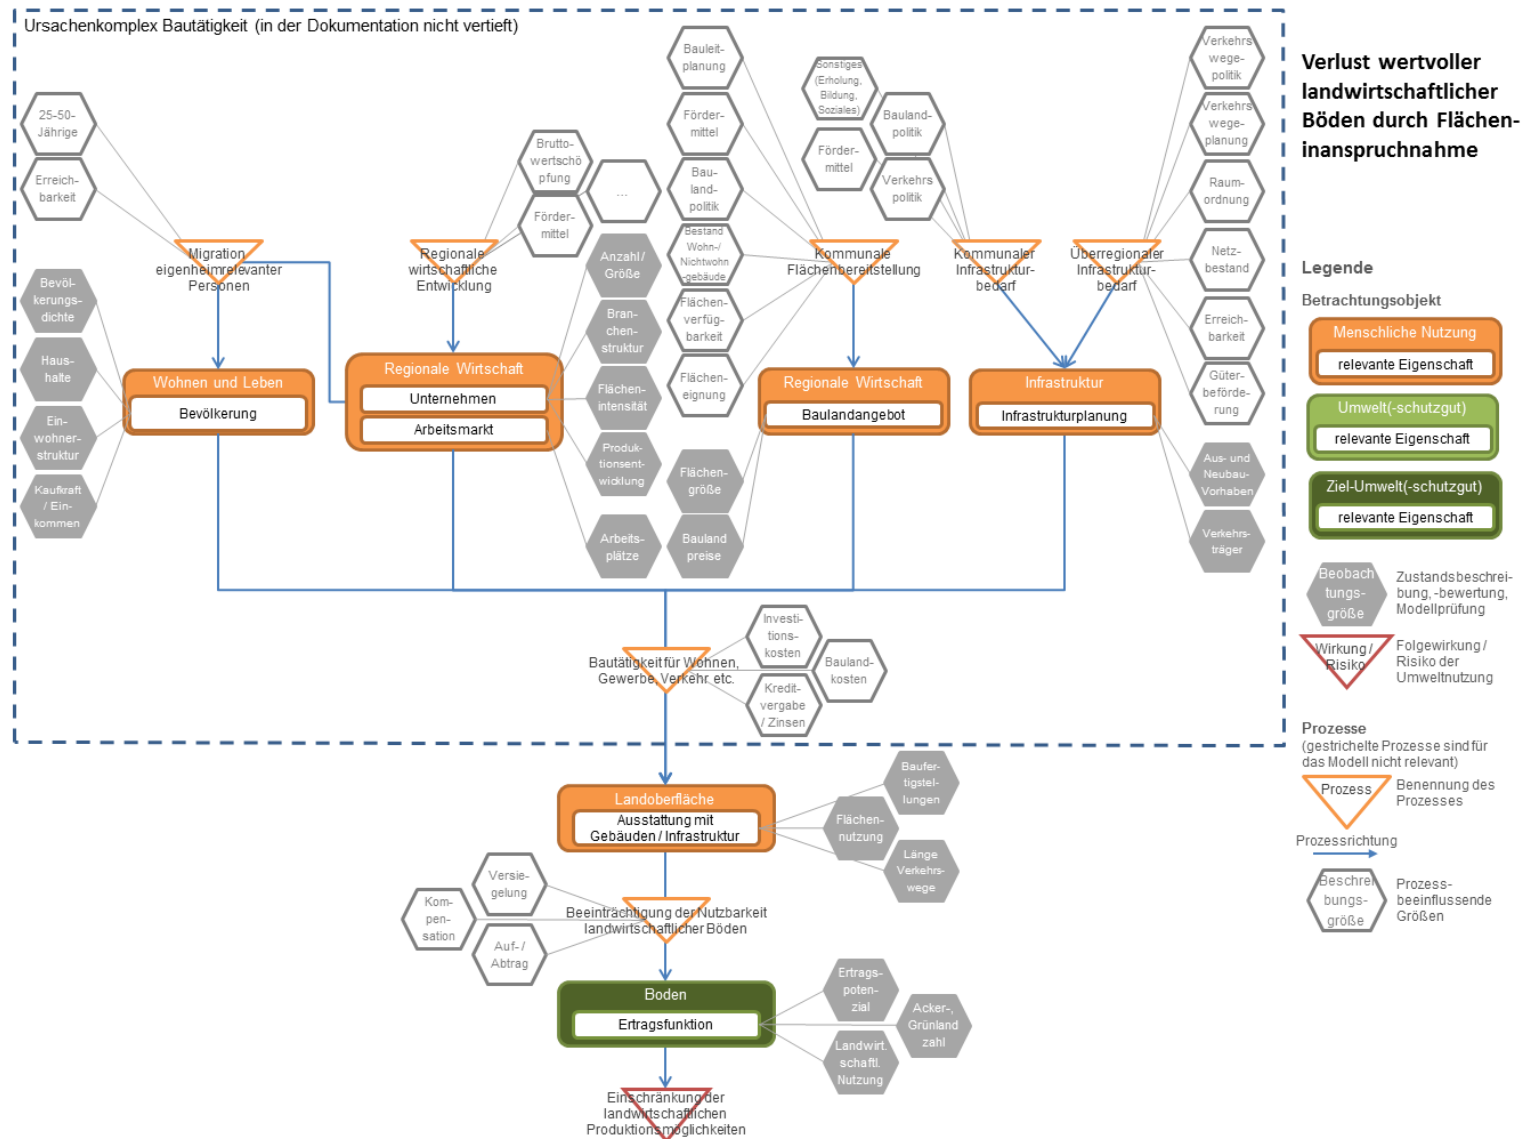 Ursachenkomplex Bautätigkeit (in der Dokumentation nicht vertieft)
Verlust wertvoller
landwirtschaftlicher
Böden durch Flächen-
inanspruchnahme
25-50-
Jährige
Erreich-
barkeit
Migration
eigenheimrelevanter
Personen
Brutto-
wertschö
pfung
Förder-
mittel
...
Regionale
wirtschaftliche
Entwicklung
Bauleit-
planung
Förder-
mittel
Bau-
land-
politik
Bestand
Wohn-/
Nichtwohn
-gebäude
Flächen-
verfüg-
barkeit
Flächen-
eignung
Kommunale
Flächenbereitstellung
Sonstiges
(Erholung,
Bildung,
Soziales)
Bauland-
politik
Förder-
mittel
Verkehrs
politik
Kommunaler
Infrastruktur-
bedarf
Verkehrs
wege-
politik
Verkehrs
wege-
planung
Raum-
ordnung
Netz-
bestand
Erreich-
barkeit
Güter-
beförde-
rung
Überregionaler
Infrastruktur-
bedarf
Bevöl-
kerungs-
dichte
Haus-
halte
Ein-
wohner-
struktur
Kaufkraft
/ Ein-
kommen
Wohnen und Leben
Bevölkerung
Regionale Wirtschaft
Unternehmen
Arbeitsmarkt
Anzahl /
Größe
Bran-
chen-
struktur
Flächen-
intensität
Produk-
tionsent-
wicklung
Arbeits-
plätze
Regionale Wirtschaft
Baulandangebot
Flächen-
größe
Bauland
preise
Infrastruktur
Infrastrukturplanung
Aus- und
Neubau-
Vorhaben
Verkehrs-
träger
Bautätigkeit für Wohnen,
Gewerbe, Verkehr etc.
Investi-
tions-
kosten
Bauland-
kosten
Kredit-
vergabe
/ Zinsen
Landoberfläche
Ausstattung mit
Gebäuden / Infrastruktur
Baufer-
tigstel-
lungen
Flächen-
nutzung
Länge
Verkehrs-
wege
Versie-
gelung
Kom-
pen-
sation
Auf- /
Abtrag
Beeinträchtigung der Nutzbarkeit
landwirtschaftlicher Böden
Boden
Ertragsfunktion
Ertrags-
poten-
zial
Acker-,
Grünland
zahl
Landwirt.
schaftl.
Nutzung
Einschränkung der
landwirtschaftlichen
Produktionsmöglichkeiten
Legende
Betrachtungsobjekt
Menschliche Nutzung
relevante Eigenschaft
Umwelt(-schutzgut)
relevante Eigenschaft
Ziel-Umwelt(-schutzgut)
relevante Eigenschaft
Beobach
tungs-
größe
Zustandsbeschrei-
bung, -bewertung,
Modellprüfung
Wirkung /
Risiko
Folgewirkung /
Risiko der
Umweltnutzung
Prozesse
(gestrichelte Prozesse sind für
das Modell nicht relevant)
Prozess
Benennung des
Prozesses
Prozessrichtung
Beschrei
bungs-
größe
Prozess-
beeinflussende
Größen